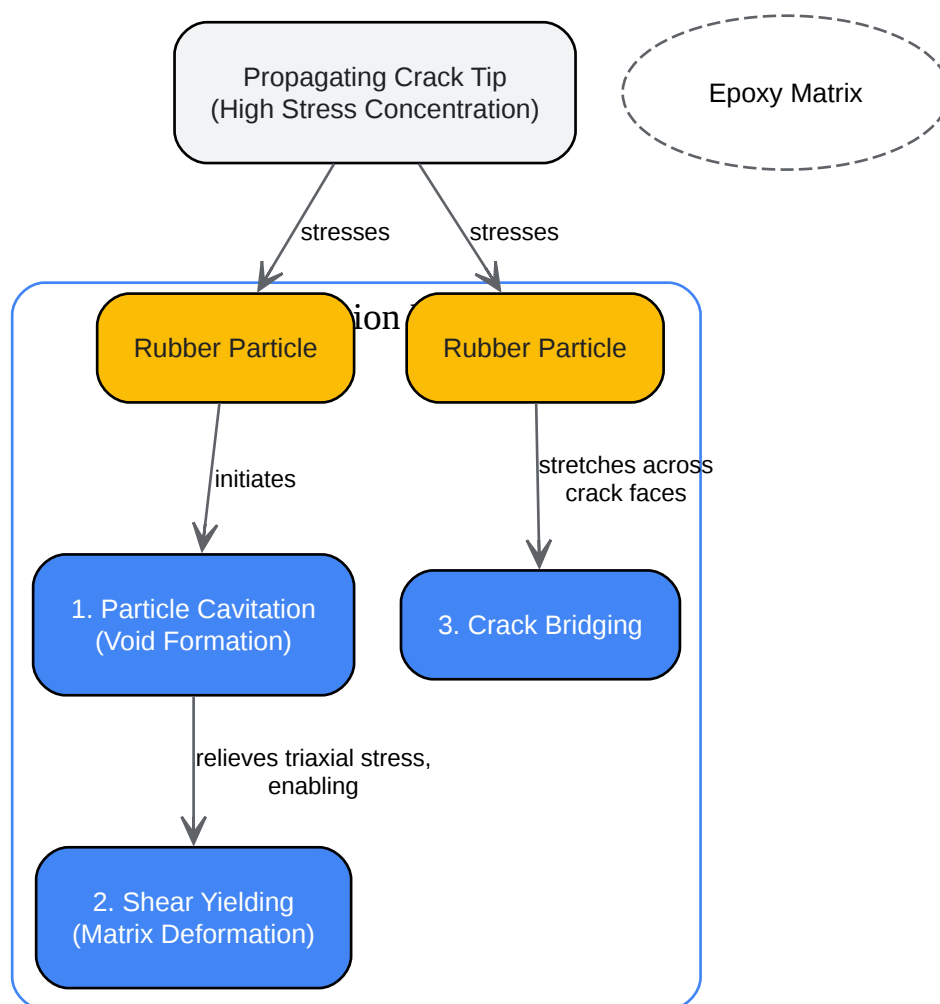 Propagating Crack Tip
(High Stress Concentration)
Epoxy Matrix
stresses
stresses
Rubber Particle
Rubber Particle
initiates
stretches across
crack faces
1. Particle Cavitation
(Void Formation)
3. Crack Bridging
relieves triaxial stress,
enabling
2. Shear Yielding
(Matrix Deformation)